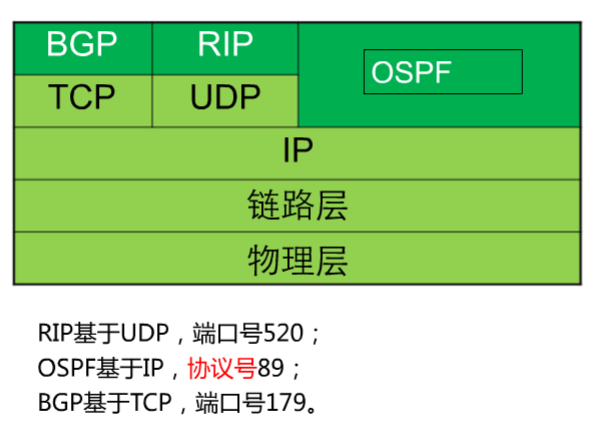 BGP RIP
OSPF
TCP UDP
IP
链路层
物理层
RIP基于UDP，端口号520；
OSPF基于IP，协议号89；
BGP基于TCP，端口号179。